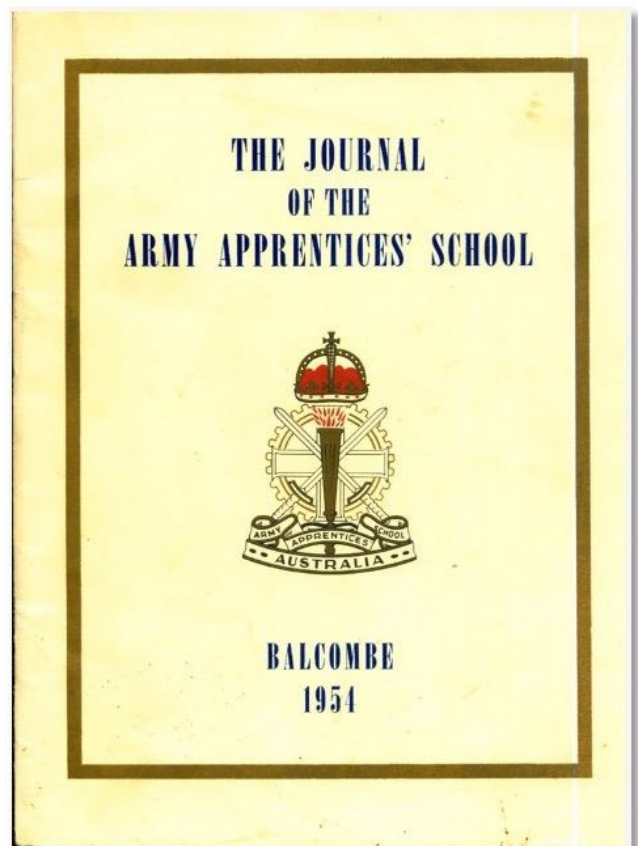 THE JOURNAL
OF THE
ARMY APPRENTICES' SCHOOL
ARMY APPRENTICES SCHOOL
AUSTRALIA
BALCOMBE
1954